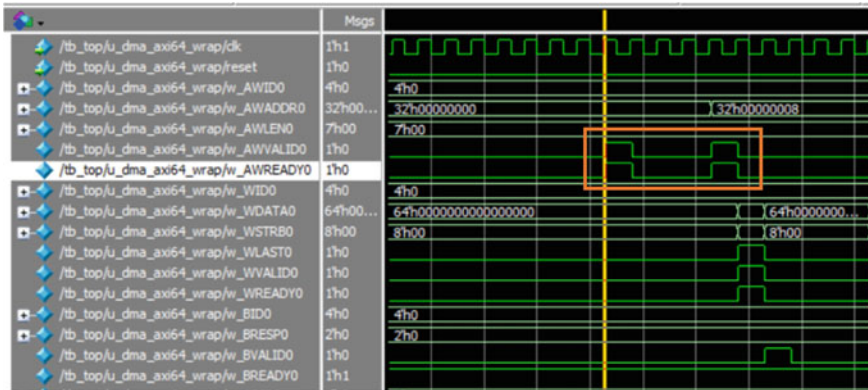 Msgs
/tb_top/u_dma_axi64_wrap/clk 1'h1
/tb_top/u_dma_axi64_wrap/reset 1'h0
/tb_top/u_dma_axi64_wrap/w_AWID0 4'h0 4'h0
/tb_top/u_dma_axi64_wrap/w_AWADDR0 32'h00... 32'h00000000 32'h00000008
/tb_top/u_dma_axi64_wrap/w_AWLEN0 7'h00 7'h00
/tb_top/u_dma_axi64_wrap/w_AWVALID0 1'h0
/tb_top/u_dma_axi64_wrap/w_AWREADY0 1'h0
/tb_top/u_dma_axi64_wrap/w_WID0 4'h0 4'h0
/tb_top/u_dma_axi64_wrap/w_WDATA0 64'h00... 64'h0000000000000000 64'h0000000...
/tb_top/u_dma_axi64_wrap/w_WSTRB0 8'h00 8'h00 8'h00
/tb_top/u_dma_axi64_wrap/w_WLAST0 1'h0
/tb_top/u_dma_axi64_wrap/w_WVALID0 1'h0
/tb_top/u_dma_axi64_wrap/w_WREADY0 1'h0
/tb_top/u_dma_axi64_wrap/w_BID0 4'h0 4'h0
/tb_top/u_dma_axi64_wrap/w_BRESP0 2'h0 2'h0
/tb_top/u_dma_axi64_wrap/w_BVALID0 1'h0
/tb_top/u_dma_axi64_wrap/w_BREADY0 1'h1